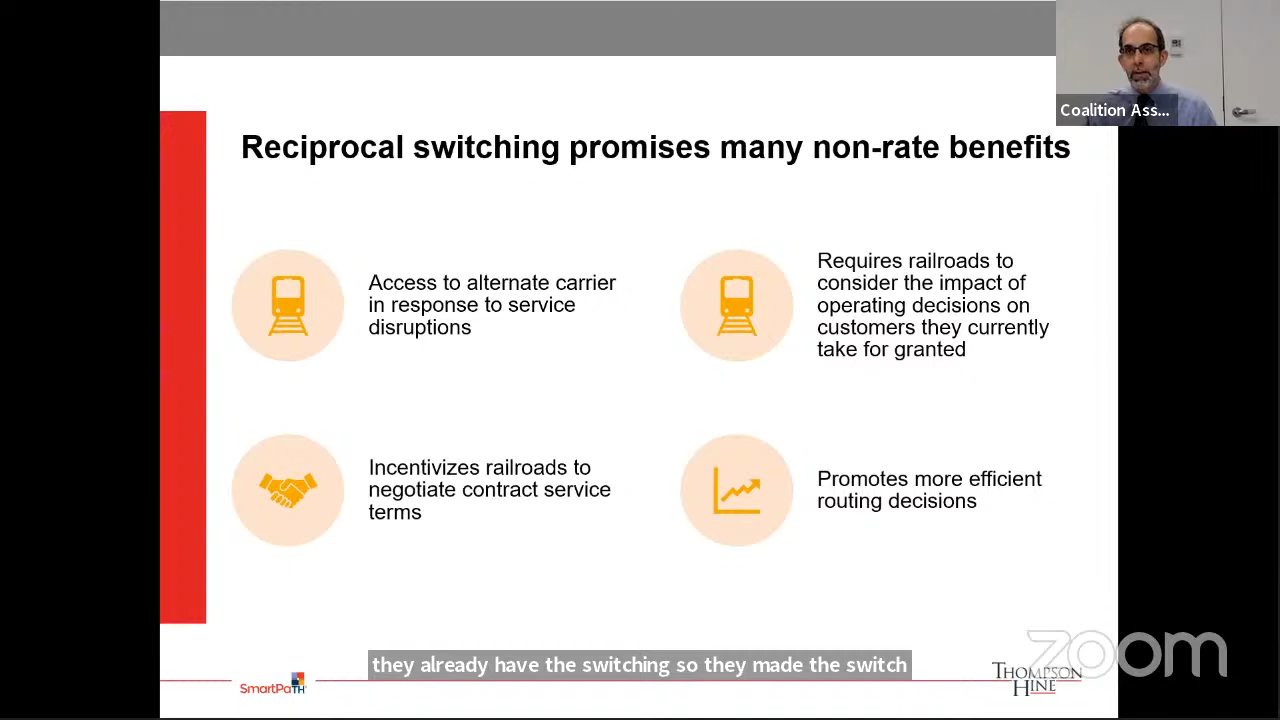 Coalition Ass...
Reciprocal switching promises many non-rate benefits
Access to alternate carrier
in response to service
disruptions
Requires railroads to
consider the impact of
operating decisions on
customers they currently
take for granted
Incentivizes railroads to
negotiate contract service
terms
Promotes more efficient
routing decisions
they already have the switching so they made the switch
zoom
SmartPaTH
THOMPSON
HINE